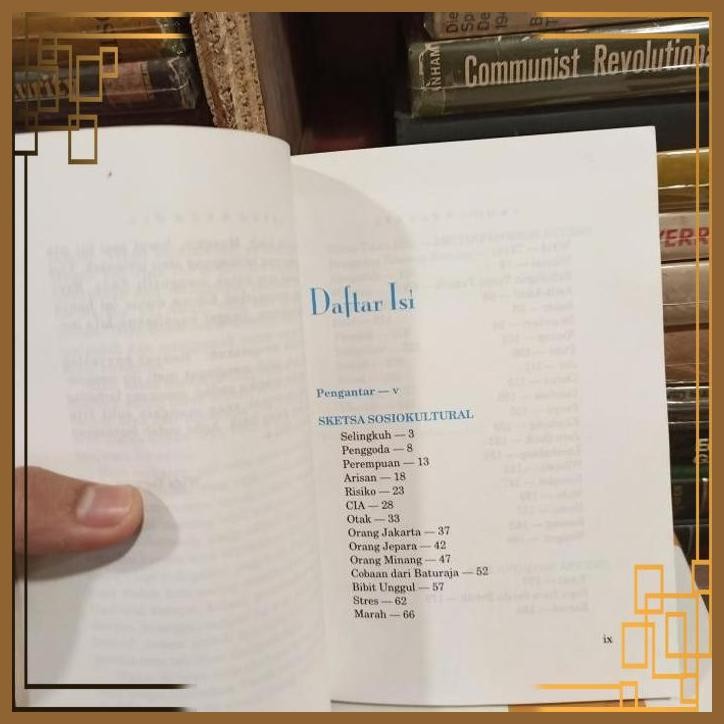 Communist Revolution
NHAM
Daftar Isi
Pengantar — v
SKETSA SOSIOKULTURAL
Selingkuh — 3
Penggoda — 8
Perempuan — 13
Arisan — 18
Risiko — 23
CIA — 28
Otak — 33
Orang Jakarta — 37
Orang Jepara — 42
Orang Minang — 47
Cobaan dari Baturaja — 52
Bibit Unggul — 57
Stres — 62
Marah — 66
ix